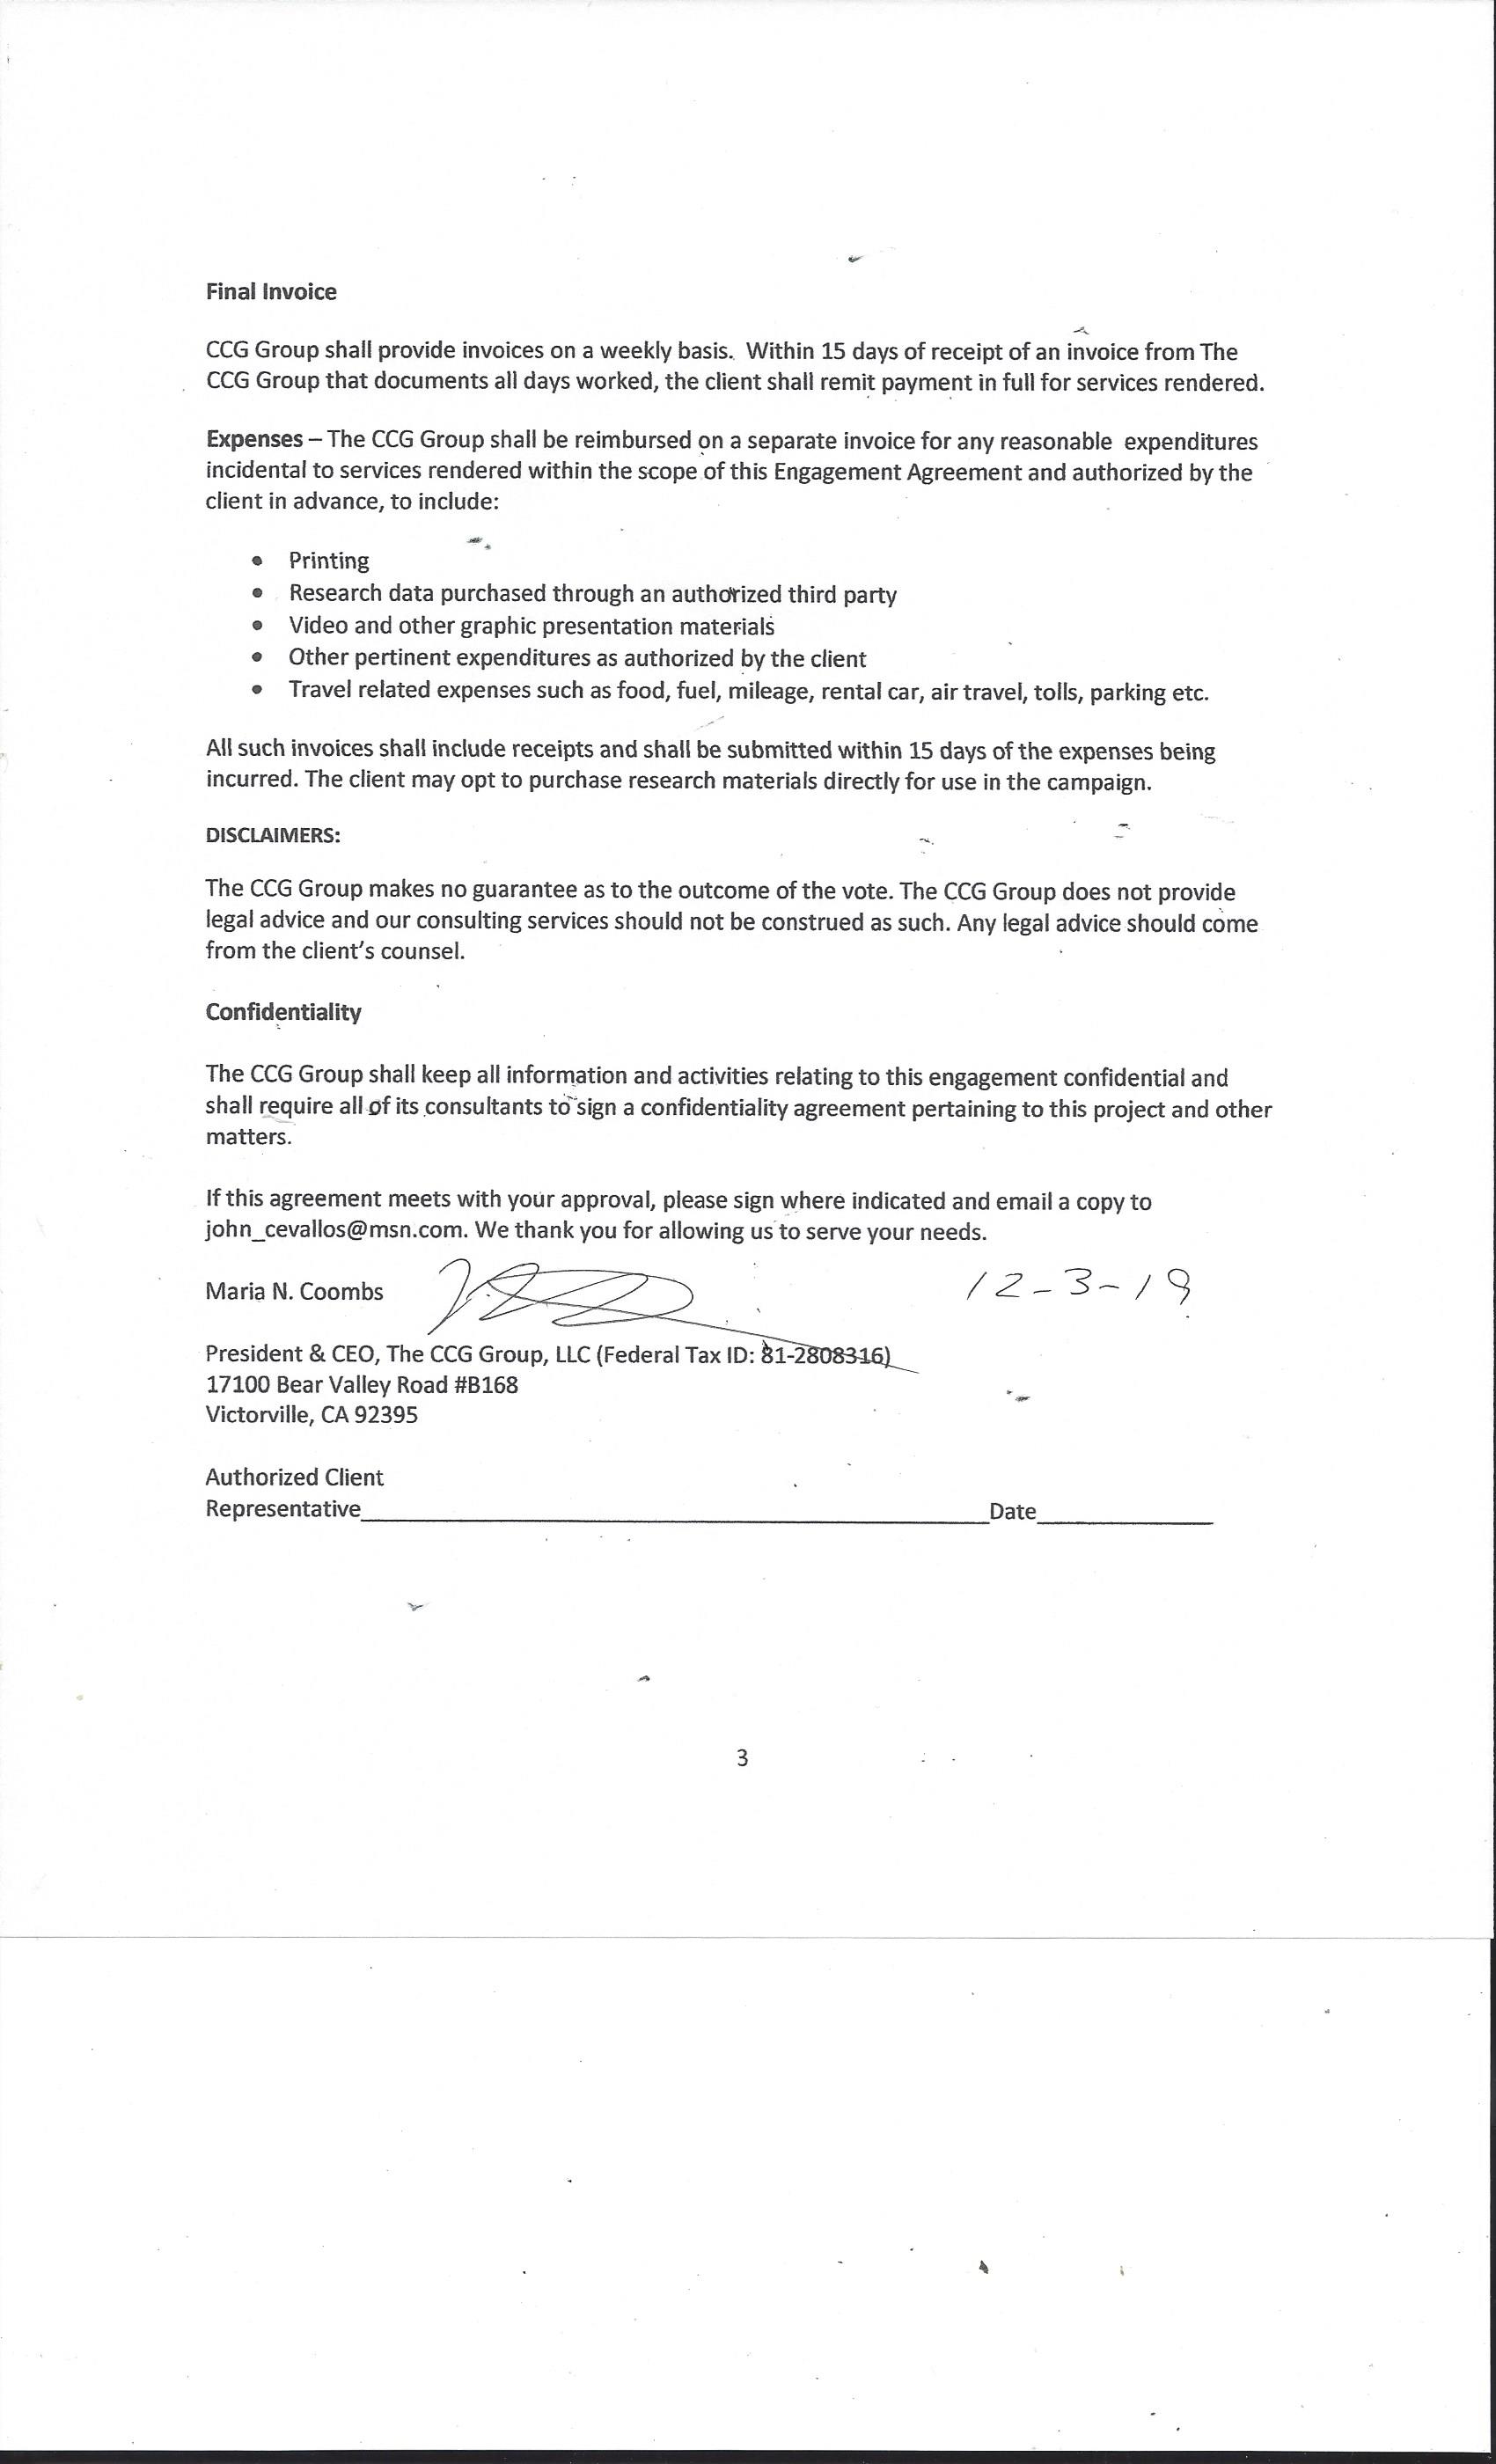 Final Invoice
CCG Group shall provide invoices on a weekly basis. Within 15 days of receipt of an invoice from The
CCG Group that documents all days worked, the client shall remit payment in full for services rendered.
Expenses – The CCG Group shall be reimbursed on a separate invoice for any reasonable expenditures
incidental to services rendered within the scope of this Engagement Agreement and authorized by the
client in advance, to include:
• Printing
• Research data purchased through an authorized third party
• Video and other graphic presentation materials
• Other pertinent expenditures as authorized by the client
• Travel related expenses such as food, fuel, mileage, rental car, air travel, tolls, parking etc.
All such invoices shall include receipts and shall be submitted within 15 days of the expenses being
incurred. The client may opt to purchase research materials directly for use in the campaign.
DISCLAIMERS:
The CCG Group makes no guarantee as to the outcome of the vote. The CCG Group does not provide
legal advice and our consulting services should not be construed as such. Any legal advice should come
from the client's counsel.
Confidentiality
The CCG Group shall keep all information and activities relating to this engagement confidential and
shall require all of its consultants to sign a confidentiality agreement pertaining to this project and other
matters.
If this agreement meets with your approval, please sign where indicated and email a copy to
john_cevallos@msn.com. We thank you for allowing us to serve your needs.
Maria N. Coombs 12-3-19
President & CEO, The CCG Group, LLC (Federal Tax ID: 81-2808316)
17100 Bear Valley Road #B168
Victorville, CA 92395
Authorized Client
Representative Date
3